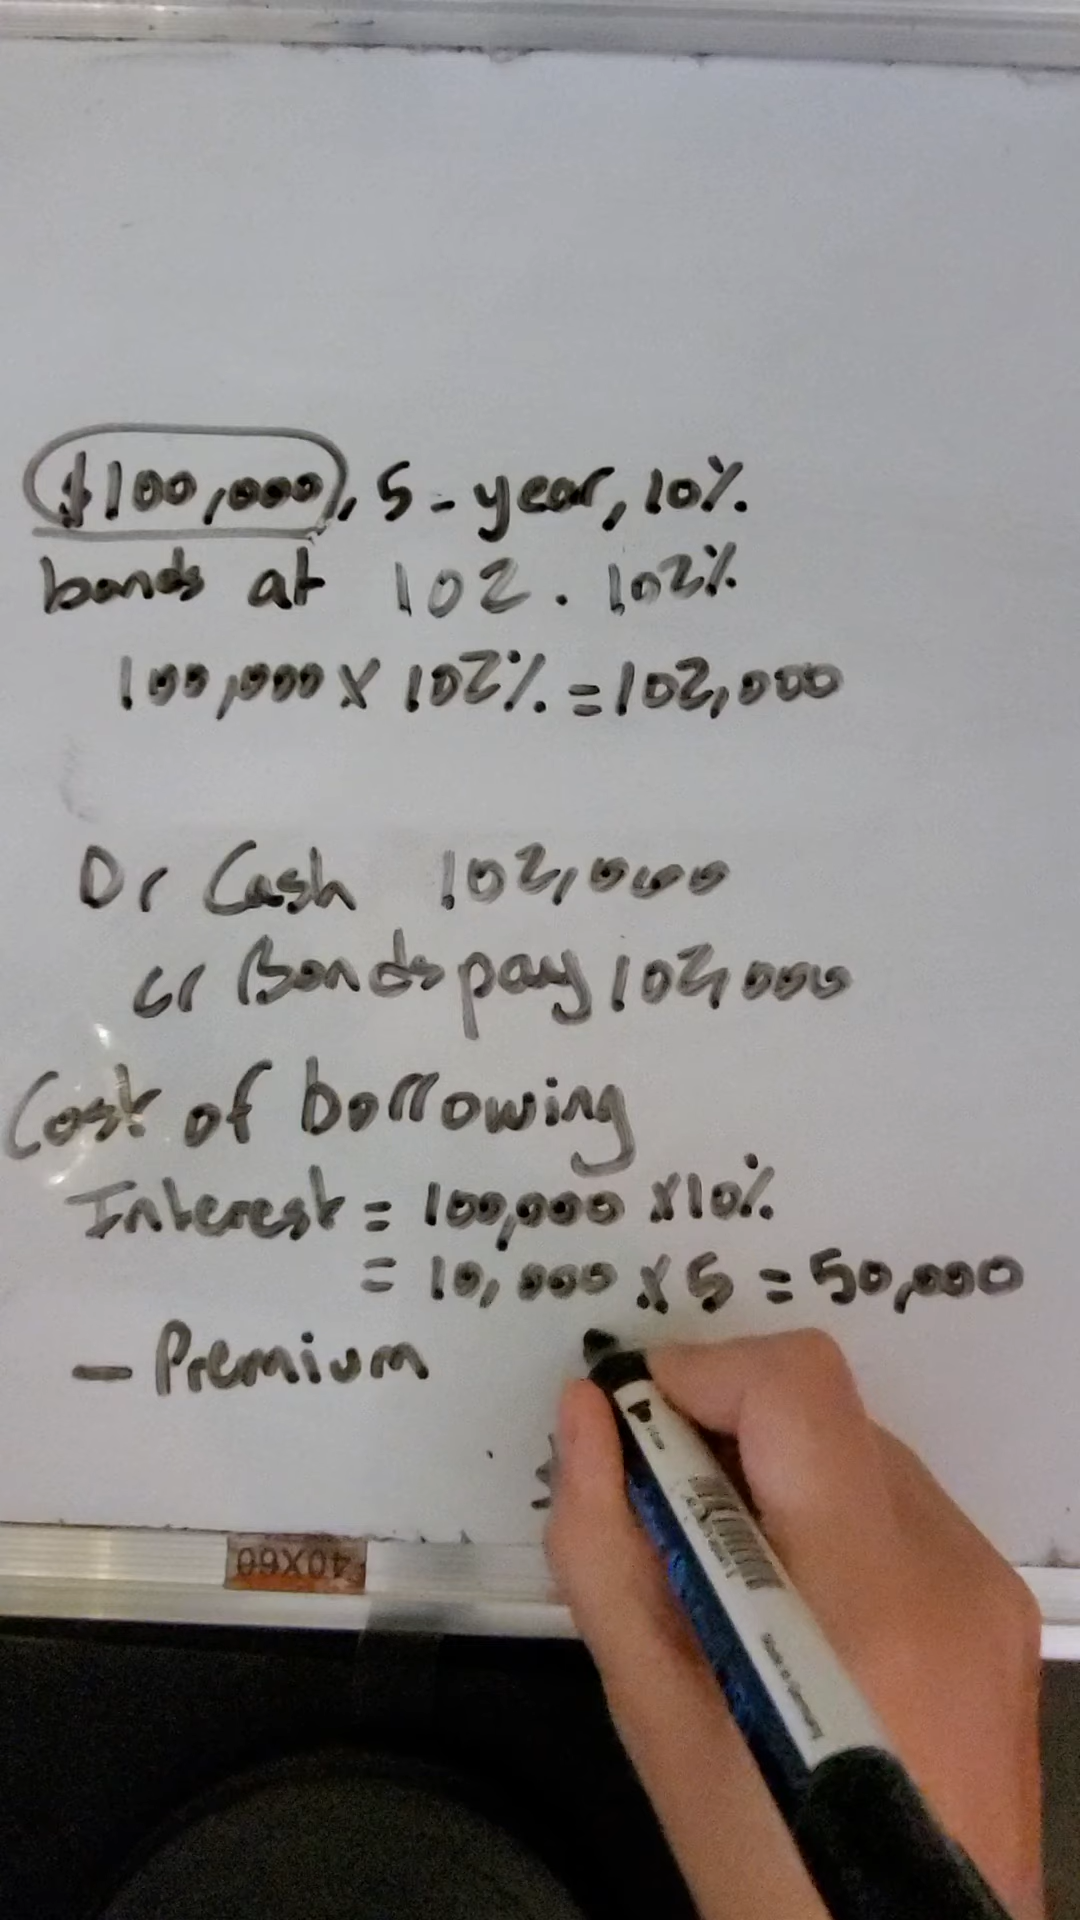 $100,000, 5-year, 10%
bonds at 102. 102%
100,000 x 102% = 102,000
Dr Cash 102,000
cr Bonds pay 102,000
Cost of borrowing
Interest = 100,000 x 10%
= 10,000 x 5 = 50,000
- Premium
40X60